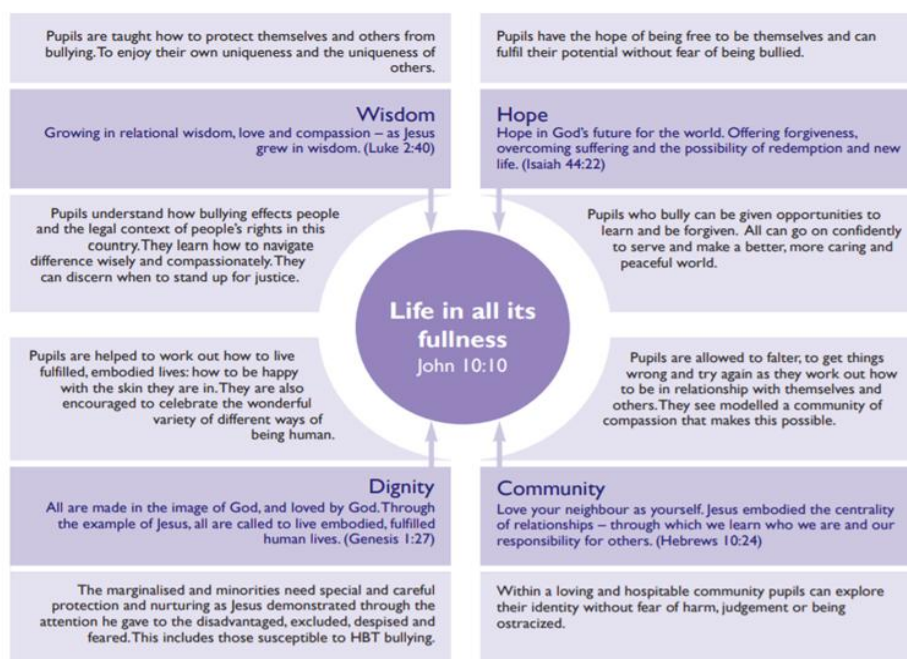 Pupils are taught how to protect themselves and others from
bullying. To enjoy their own uniqueness and the uniqueness of
others.
Wisdom
Growing in relational wisdom, love and compassion – as Jesus
grew in wisdom. (Luke 2:40)
Pupils understand how bullying effects people
and the legal context of people's rights in this
country. They learn how to navigate
difference wisely and compassionately. They
can discern when to stand up for justice.
Pupils have the hope of being free to be themselves and can
fulfil their potential without fear of being bullied.
Hope
Hope in God's future for the world. Offering forgiveness,
overcoming suffering and the possibility of redemption and new
life. (Isaiah 44:22)
Pupils who bully can be given opportunities to
learn and be forgiven. All can go on confidently
to serve and make a better, more caring and
peaceful world.
Life in all its
fullness
John 10:10
Pupils are helped to work out how to live
fulfilled, embodied lives: how to be happy
with the skin they are in. They are also
encouraged to celebrate the wonderful
variety of different ways of
being human.
Dignity
All are made in the image of God, and loved by God. Through
the example of Jesus, all are called to live embodied, fulfilled
human lives. (Genesis 1:27)
The marginalised and minorities need special and careful
protection and nurturing as Jesus demonstrated through the
attention he gave to the disadvantaged, excluded, despised and
feared. This includes those susceptible to HBT bullying.
Pupils are allowed to falter, to get things
wrong and try again as they work out how
to be in relationship with themselves and
others. They see modelled a community of
compassion that makes this possible.
Community
Love your neighbour as yourself. Jesus embodied the centrality
of relationships – through which we learn who we are and our
responsibility for others. (Hebrews 10:24)
Within a loving and hospitable community pupils can explore
their identity without fear of harm, judgement or being
ostracized.